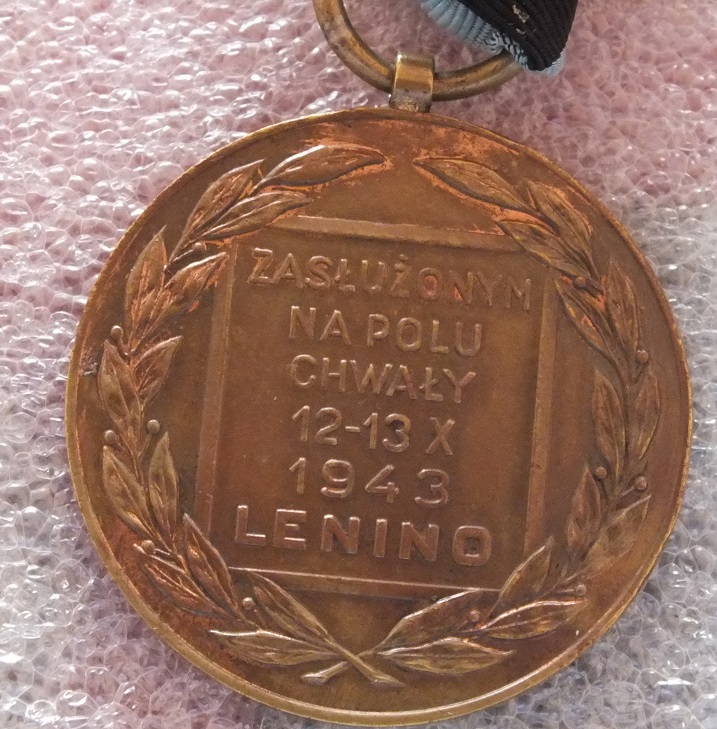 ZASŁUŻONYM
NA POLU
CHWAŁY
12-13 X
1943
LENINO